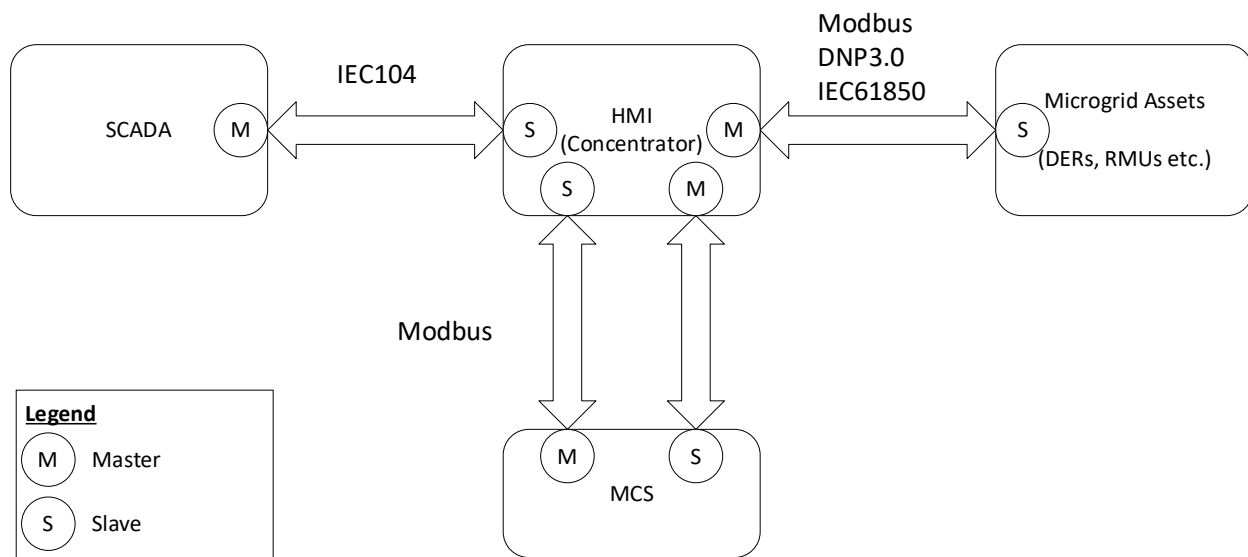 Modbus
DNP3.0
IEC61850
IEC104
SCADA
M
S
HMI
(Concentrator)
M
S
M
Microgrid Assets
S
(DERs, RMUs etc.)
Modbus
M
S
MCS
Legend
M Master
S Slave